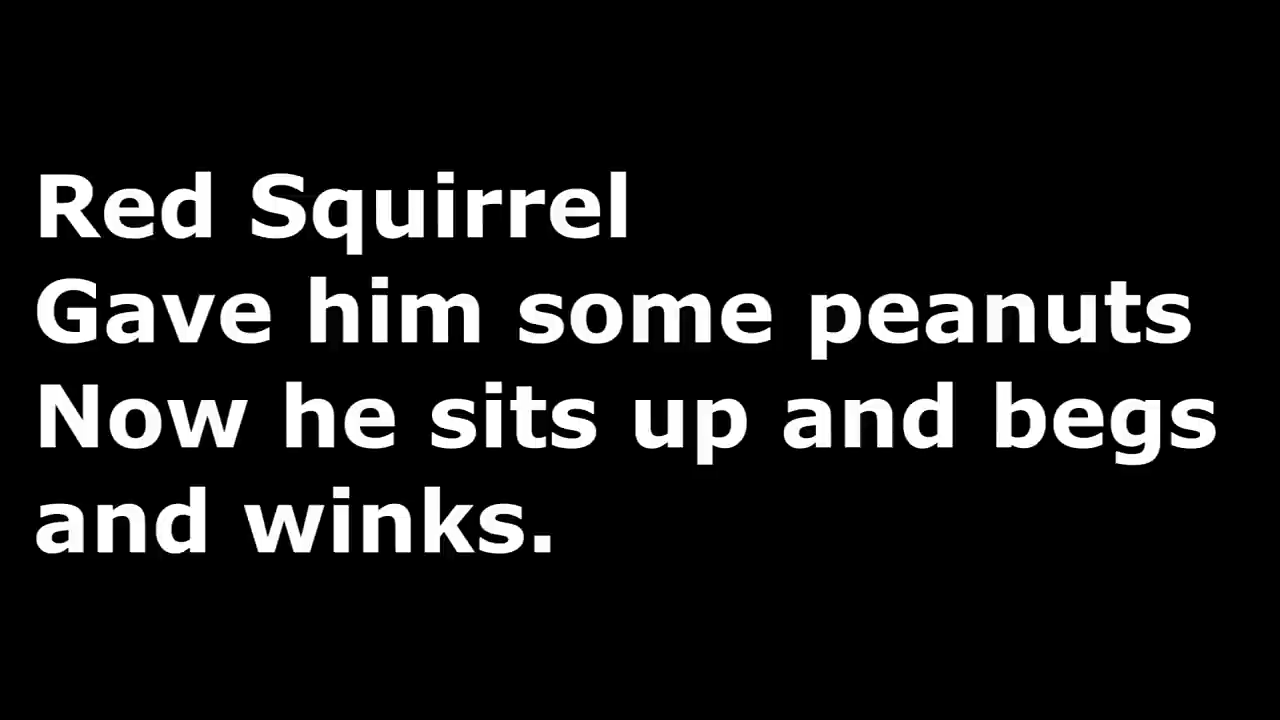 Red Squirrel
Gave him some peanuts
Now he sits up and begs
and winks.